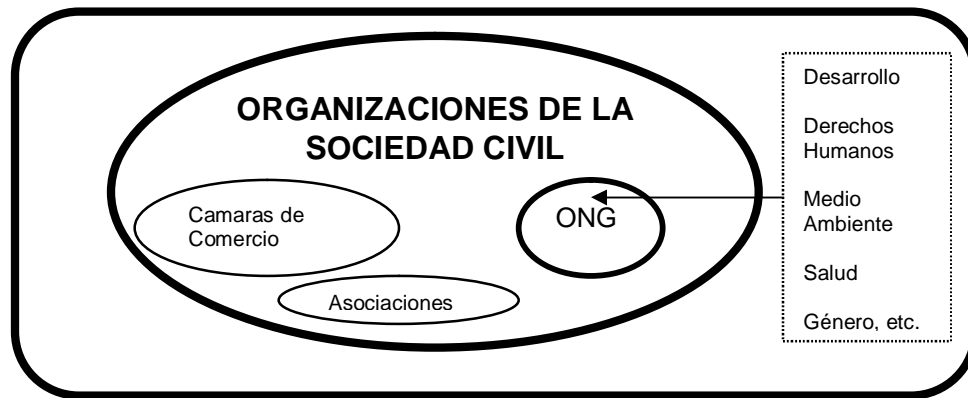 ORGANIZACIONES DE LA
SOCIEDAD CIVIL
Camaras de
Comercio
ONG
Asociaciones
Desarrollo
Derechos
Humanos
Medio
Ambiente
Salud
Género, etc.